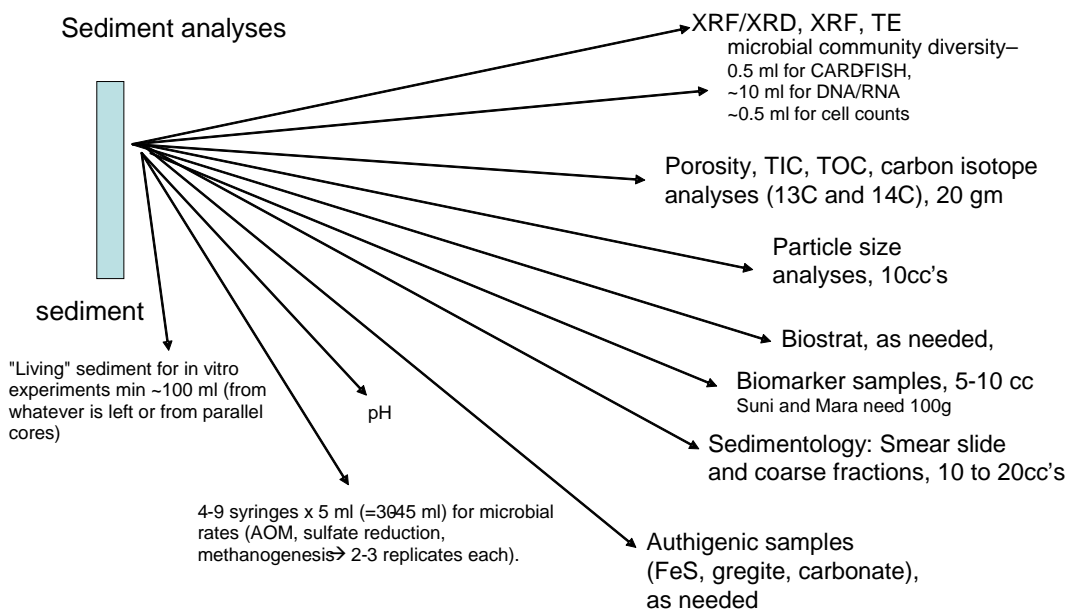 Sediment analyses
XRF/XRD, XRF, TE
microbial community diversity–
0.5 ml for CARD-FISH,
~10 ml for DNA/RNA
~0.5 ml for cell counts
Porosity, TIC, TOC, carbon isotope
analyses (13C and 14C), 20 gm
Particle size
analyses, 10cc's
sediment
Biostrat, as needed,
"Living" sediment for in vitro
experiments min ~100 ml (from
whatever is left or from parallel
cores)
Biomarker samples, 5-10 cc
Suni and Mara need 100g
pH
Sedimentology: Smear slide
and coarse fractions, 10 to 20cc's
4-9 syringes x 5 ml (=30-45 ml) for microbial
rates (AOM, sulfate reduction,
methanogenesis→ 2-3 replicates each).
Authigenic samples
(FeS, gregite, carbonate),
as needed